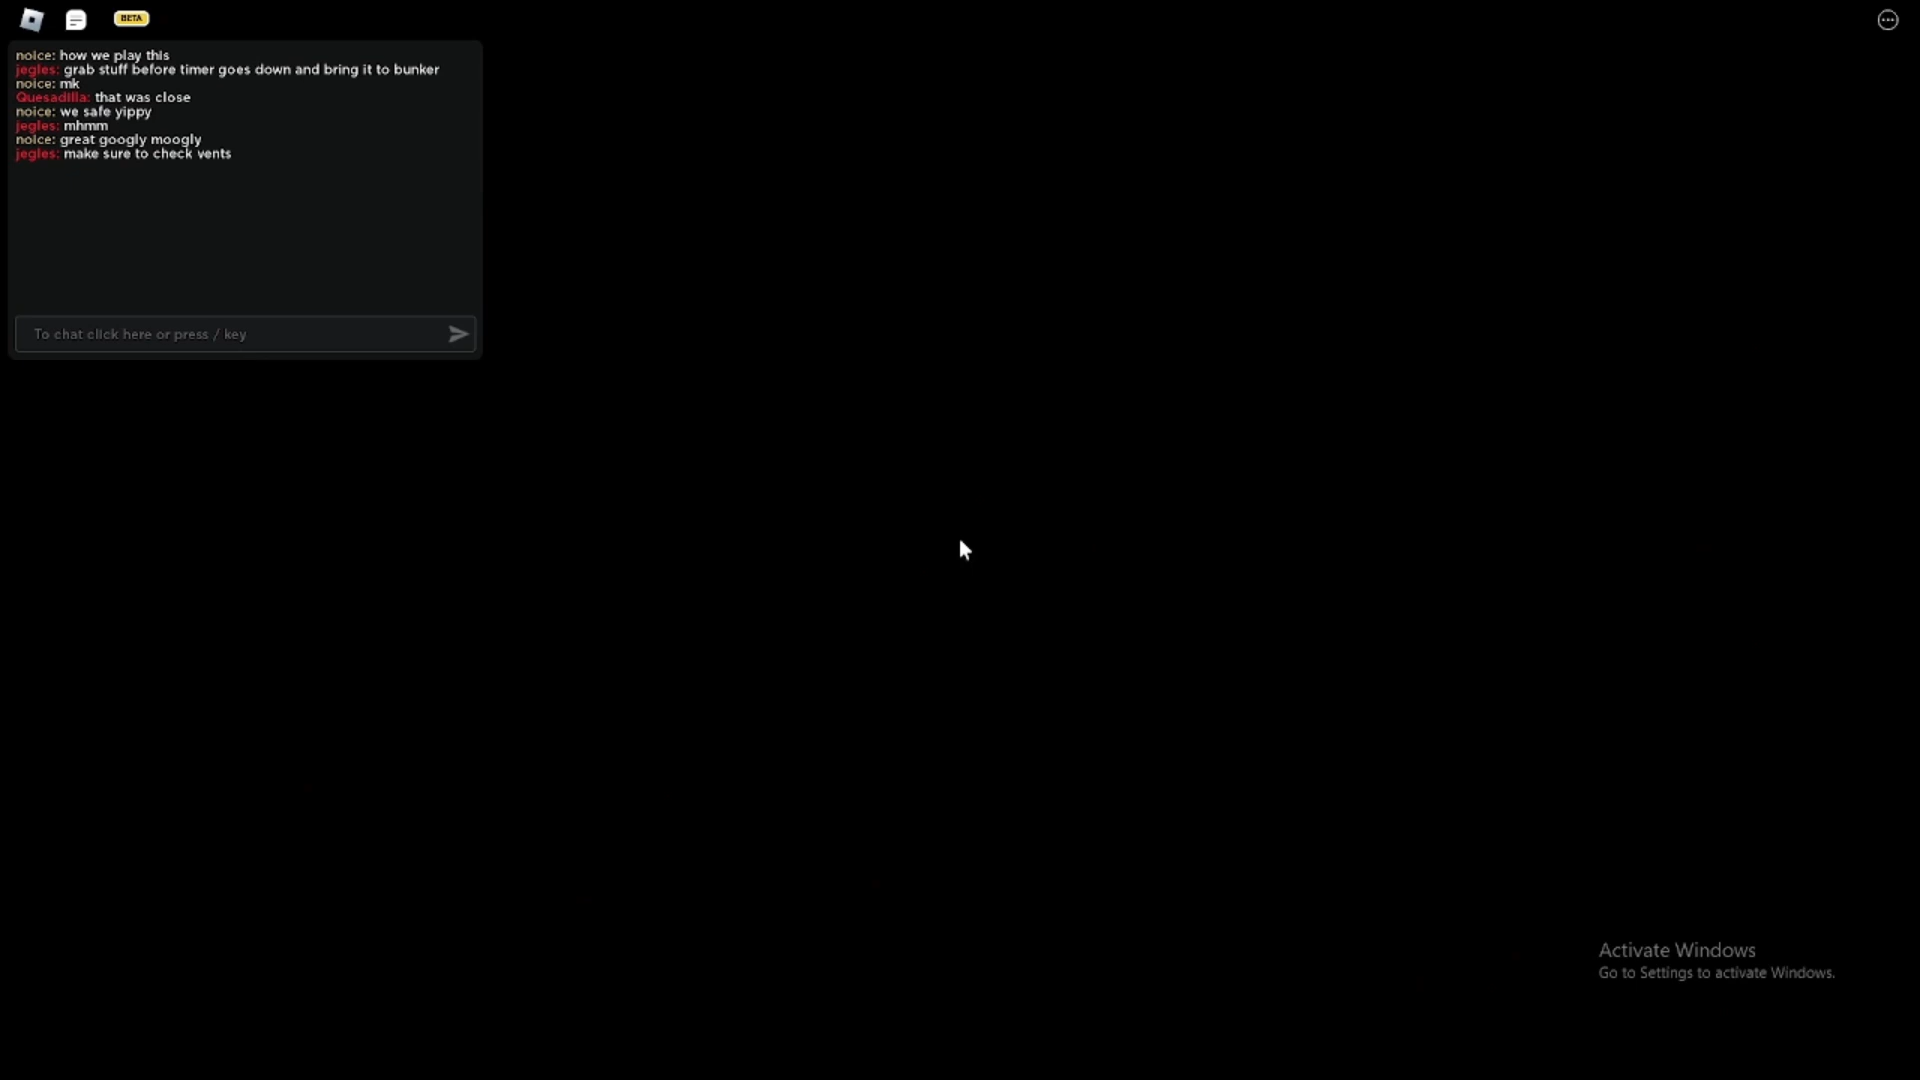 BETA
noice: how we play this
jegles: grab stuff before timer goes down and bring it to bunker
noice: mk
Quesadilla: that was close
noice: we safe yippy
jegles: mhmm
noice: great googly moogly
jegles: make sure to check vents
To chat click here or press / key
Activate Windows
Go to Settings to activate Windows.